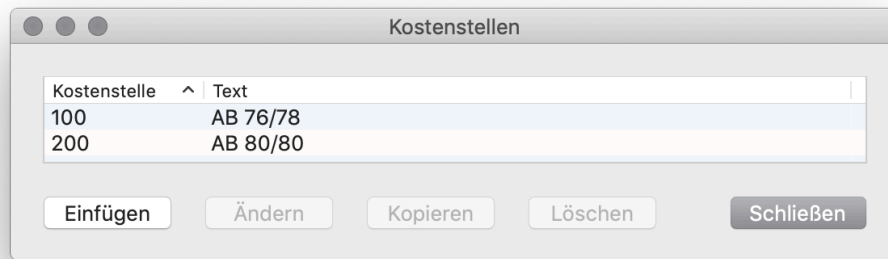 Kostenstellen
Kostenstelle Text
100 AB 76/78
200 AB 80/80
Einfügen Ändern Kopieren Löschen Schließen